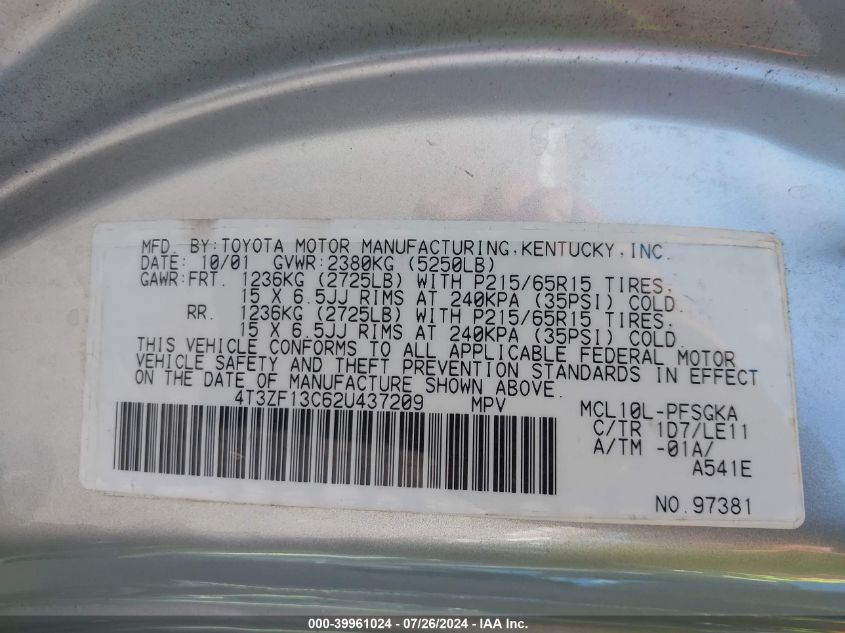 MFD. BY:TOYOTA MOTOR MANUFACTURING,KENTUCKY,INC.
DATE: 10/01 GVWR:2380KG (5250LB)
GAWR:FRT. 1236KG (2725LB) WITH P215/65R15 TIRES.
15 X 6.5JJ RIMS AT 240KPA (35PSI) COLD.
RR. 1236KG (2725LB) WITH P215/65R15 TIRES.
15 X 6.5JJ RIMS AT 240KPA (35PSI) COLD.
THIS VEHICLE CONFORMS TO ALL APPLICABLE FEDERAL MOTOR
VEHICLE SAFETY AND THEFT PREVENTION STANDARDS IN EFFECT
ON THE DATE OF MANUFACTURE SHOWN ABOVE.
4T3ZF13C62U437209 MPV MCL10L-PFSGKA
C/TR 1D7/LE11
A/TM -01A/
A541E
NO.97381
000-39961024 - 07/26/2024 - IAA Inc.